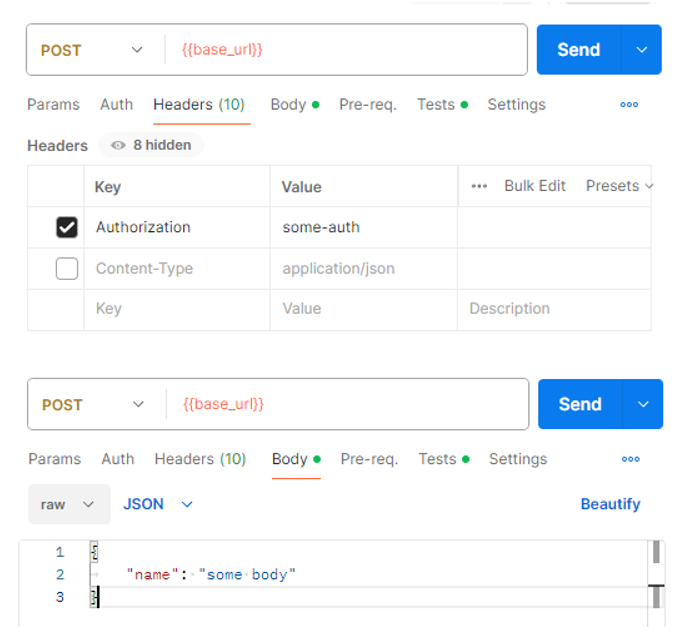 POST {{base_url}} Send
Params Auth Headers (10) Body Pre-req. Tests Settings
Headers 8 hidden
Key Value Bulk Edit Presets
Authorization some-auth
Content-Type application/json
Key Value Description
POST {{base_url}} Send
Params Auth Headers (10) Body Pre-req. Tests Settings
raw JSON Beautify
1 {
2 "name": "some body"
3 }